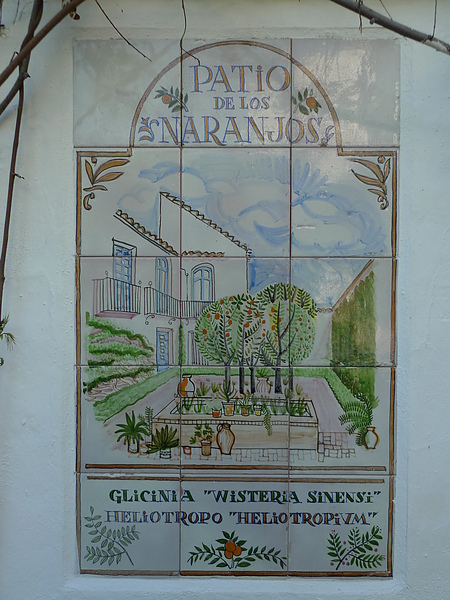 PATIO
DE LOS
NARANJOS
GLICINIA "WISTERIA SINENSI"
HELIOTROPO "HELIOTROPIVM"